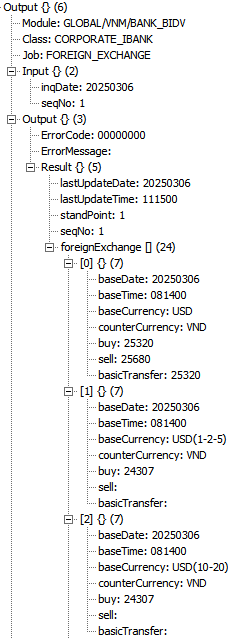 Output {} (6)
Module: GLOBAL/VNM/BANK_BIDV
Class: CORPORATE_IBANK
Job: FOREIGN_EXCHANGE
Input {} (2)
inqDate: 20250306
seqNo: 1
Output {} (3)
ErrorCode: 00000000
ErrorMessage:
Result {} (5)
lastUpdateDate: 20250306
lastUpdateTime: 111500
standPoint: 1
seqNo: 1
foreignExchange [] (24)
[0] {} (7)
baseDate: 20250306
baseTime: 081400
baseCurrency: USD
counterCurrency: VND
buy: 25320
sell: 25680
basicTransfer: 25320
[1] {} (7)
baseDate: 20250306
baseTime: 081400
baseCurrency: USD(1-2-5)
counterCurrency: VND
buy: 24307
sell:
basicTransfer:
[2] {} (7)
baseDate: 20250306
baseTime: 081400
baseCurrency: USD(10-20)
counterCurrency: VND
buy: 24307
sell:
basicTransfer: